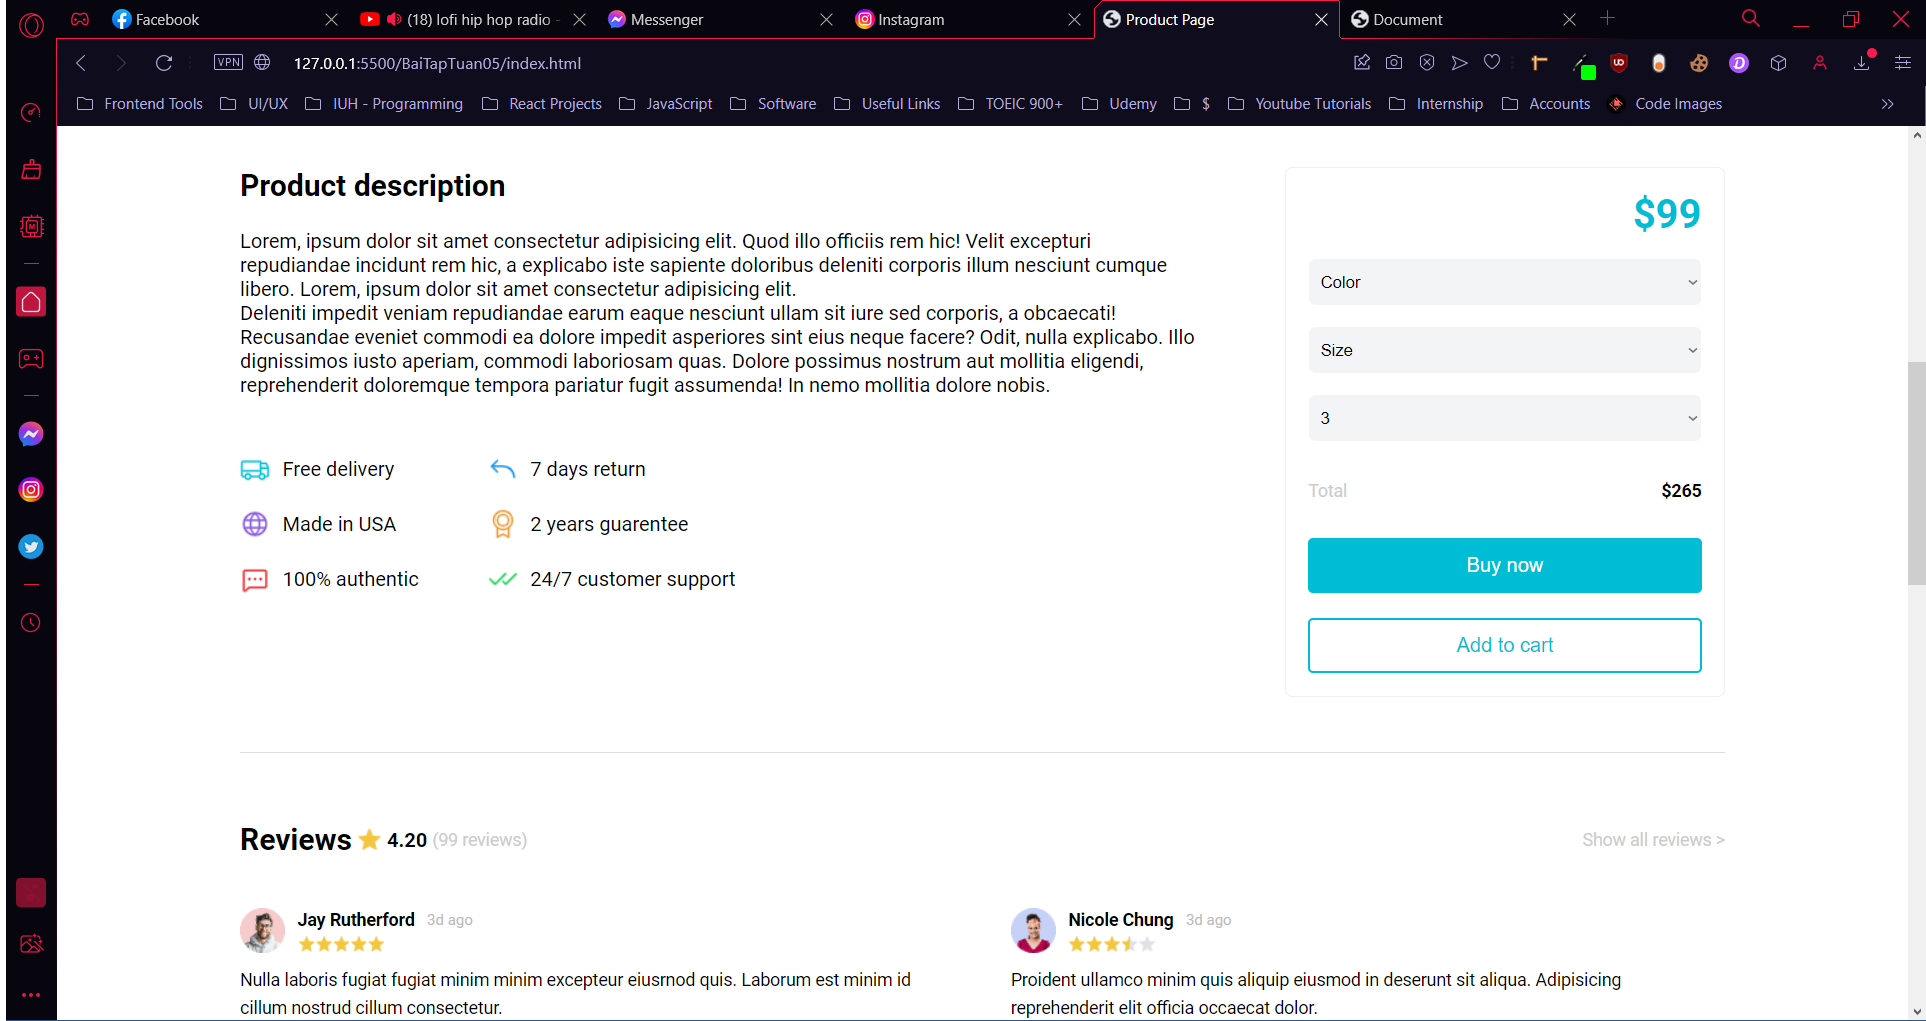 Facebook
(18) lofi hip hop radio -
Messenger
Instagram
Product Page
Document
VPN
127.0.0.1:5500/BaiTapTuan05/index.html
Frontend Tools
UI/UX
IUH - Programming
React Projects
JavaScript
Software
Useful Links
TOEIC 900+
Udemy
$
Youtube Tutorials
Internship
Accounts
Code Images
Product description
Lorem, ipsum dolor sit amet consectetur adipisicing elit. Quod illo officiis rem hic! Velit excepturi
repudiandae incidunt rem hic, a explicabo iste sapiente doloribus deleniti corporis illum nesciunt cumque
libero. Lorem, ipsum dolor sit amet consectetur adipisicing elit.
Deleniti impedit veniam repudiandae earum eaque nesciunt ullam sit iure sed corporis, a obcaecati!
Recusandae eveniet commodi ea dolore impedit asperiores sint eius neque facere? Odit, nulla explicabo. Illo
dignissimos iusto aperiam, commodi laboriosam quas. Dolore possimus nostrum aut mollitia eligendi,
reprehenderit doloremque tempora pariatur fugit assumenda! In nemo mollitia dolore nobis.
Free delivery
7 days return
Made in USA
2 years guarentee
100% authentic
24/7 customer support
$99
Color
Size
3
Total
$265
Buy now
Add to cart
Reviews 4.20 (99 reviews)
Show all reviews >
Jay Rutherford 3d ago
Nulla laboris fugiat fugiat minim minim excepteur eiusrnod quis. Laborum est minim id
cillum nostrud cillum consectetur.
Nicole Chung 3d ago
Proident ullamco minim quis aliquip eiusmod in deserunt sit aliqua. Adipisicing
reprehenderit elit officia occaecat dolor.